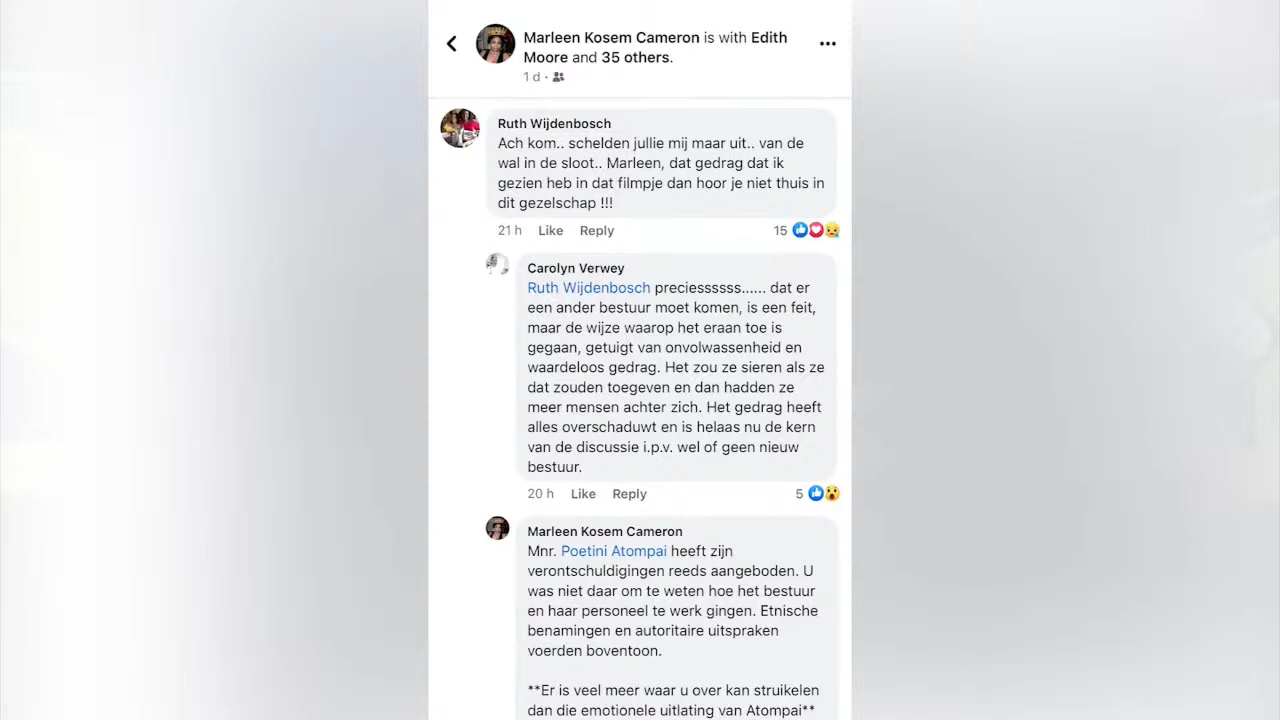 Marleen Kosem Cameron is with Edith
Moore and 35 others.
1 d ·
Ruth Wijdenbosch
Ach kom.. schelden jullie mij maar uit.. van de
wal in de sloot.. Marleen, dat gedrag dat ik
gezien heb in dat filmpje dan hoor je niet thuis in
dit gezelschap !!!
21 h Like Reply 15
Carolyn Verwey
Ruth Wijdenbosch preciessssss...... dat er
een ander bestuur moet komen, is een feit,
maar de wijze waarop het eraan toe is
gegaan, getuigt van onvolwassenheid en
waardeloos gedrag. Het zou ze sieren als ze
dat zouden toegeven en dan hadden ze
meer mensen achter zich. Het gedrag heeft
alles overschaduwt en is helaas nu de kern
van de discussie i.p.v. wel of geen nieuw
bestuur.
20 h Like Reply 5
Marleen Kosem Cameron
Mnr. Poetini Atompai heeft zijn
verontschuldigingen reeds aangeboden. U
was niet daar om te weten hoe het bestuur
en haar personeel te werk gingen. Etnische
benamingen en autoritaire uitspraken
voerden boventoon.
**Er is veel meer waar u over kan struikelen
dan die emotionele uitlating van Atompai**